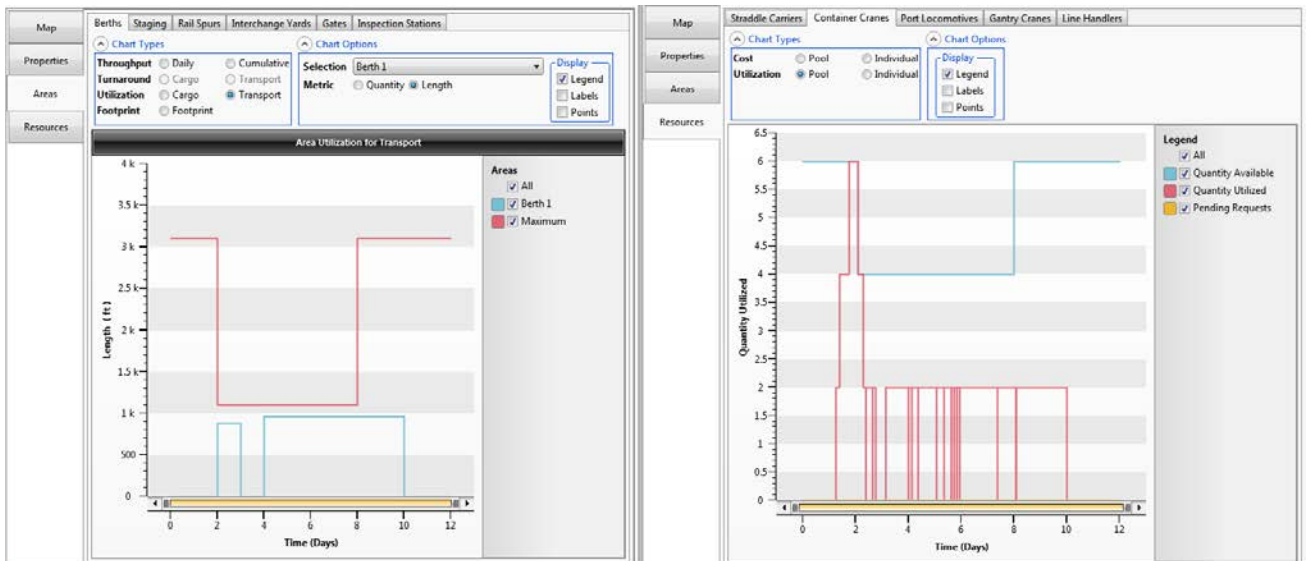 Map
Properties
Areas
Resources
Berths Staging Rail Spurs Interchange Yards Gates Inspection Stations
Chart Types
Throughput Daily Cumulative
Turnaround Cargo Transport
Utilization Cargo Transport
Footprint Footprint
Chart Options
Selection Berth 1
Metric Quantity Length
Display
Legend
Labels
Points
Area Utilization for Transport
4 k
3.5 k
3 k
2.5 k
2 k
1.5 k
1 k
500
0
Length ( ft )
0 2 4 6 8 10 12
Time (Days)
Areas
All
Berth 1
Maximum
Map
Properties
Areas
Resources
Straddle Carriers Container Cranes Port Locomotives Gantry Cranes Line Handlers
Chart Types
Cost Pool Individual
Utilization Pool Individual
Chart Options
Display
Legend
Labels
Points
6.5
6
5.5
5
4.5
4
3.5
3
2.5
2
1.5
1
0.5
0
Quantity Utilized
0 2 4 6 8 10 12
Time (Days)
Legend
All
Quantity Available
Quantity Utilized
Pending Requests